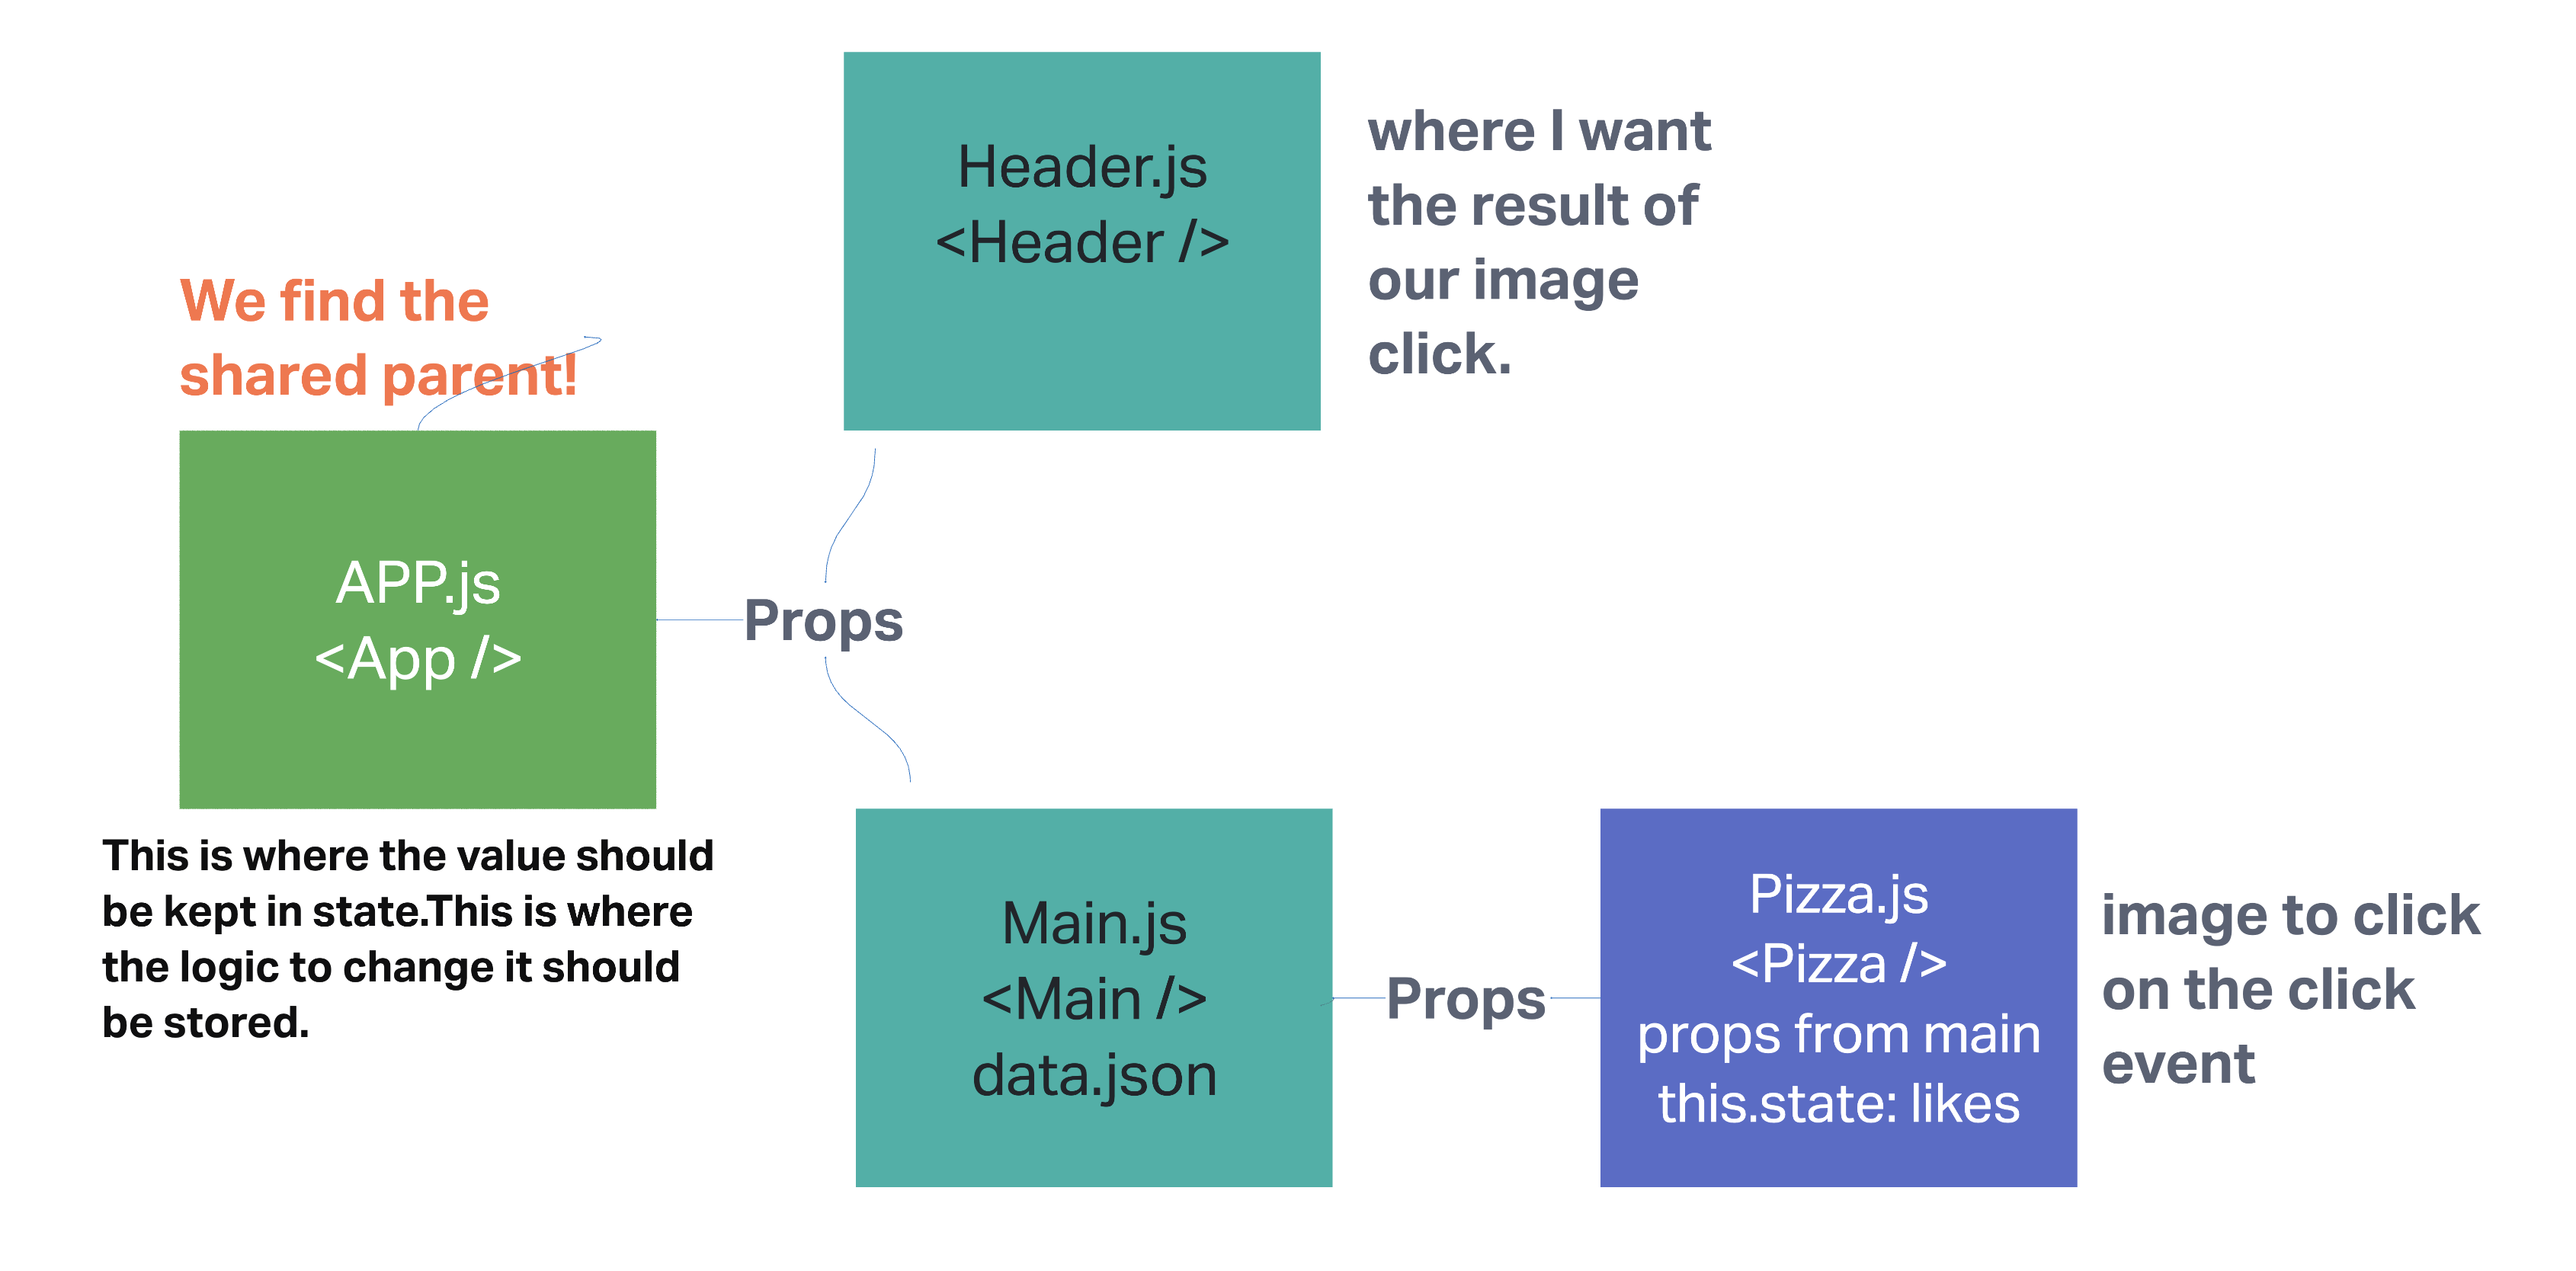 Header.js
<Header />
where I want
the result of
our image
click.
We find the
shared parent!
APP.js
<App />
Props
This is where the value should
be kept in state.This is where
the logic to change it should
be stored.
Main.js
<Main />
data.json
Props
Pizza.js
<Pizza />
props from main
this.state: likes
image to click
on the click
event